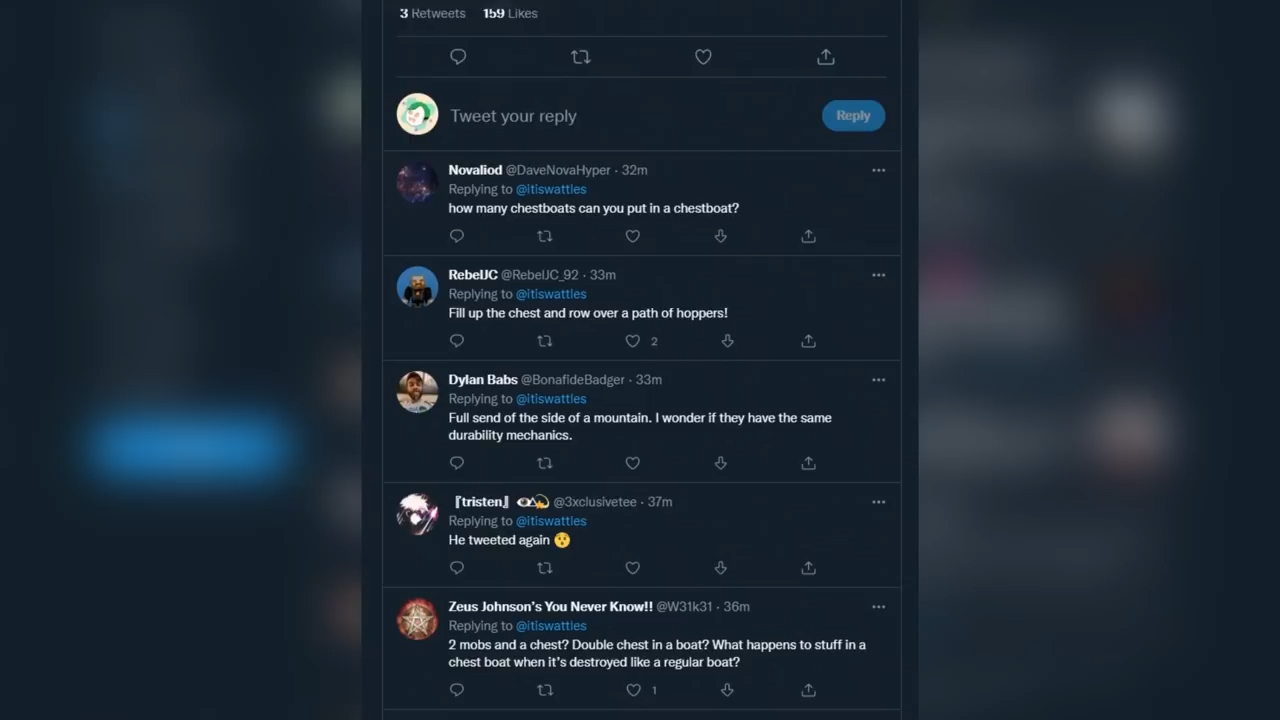 3 Retweets 159 Likes
Tweet your reply
Reply
Novaliod @DaveNovaHyper · 32m
Replying to @itiswattles
how many chestboats can you put in a chestboat?
RebelJC @RebelJC_92 · 33m
Replying to @itiswattles
Fill up the chest and row over a path of hoppers!
2
Dylan Babs @BonafideBadger · 33m
Replying to @itiswattles
Full send of the side of a mountain. I wonder if they have the same
durability mechanics.
『tristen』 @3xclusivetee · 37m
Replying to @itiswattles
He tweeted again 😯
Zeus Johnson's You Never Know!! @W31k31 · 36m
Replying to @itiswattles
2 mobs and a chest? Double chest in a boat? What happens to stuff in a
chest boat when it's destroyed like a regular boat?
1